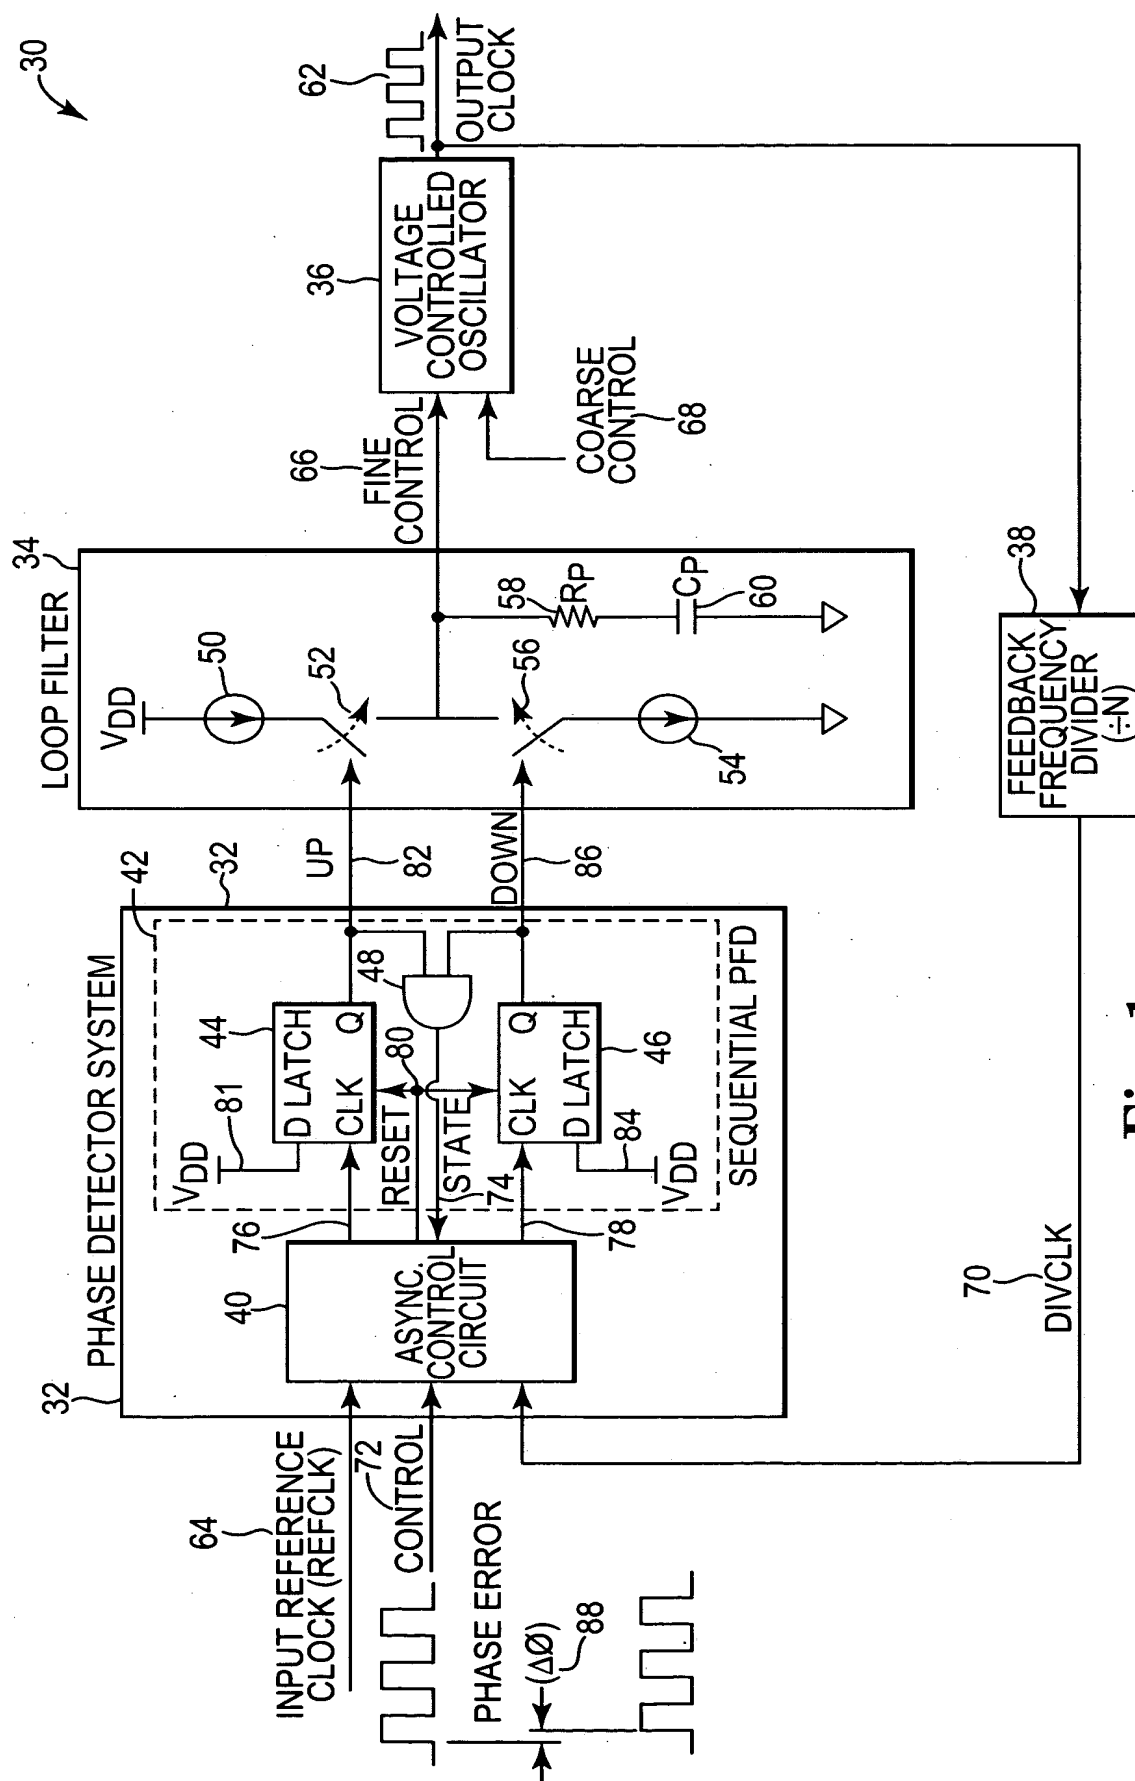 30
PHASE DETECTOR SYSTEM
32
32
42
LOOP FILTER
34
INPUT REFERENCE
CLOCK (REFCLK)
64
72
CONTROL
PHASE ERROR
(ΔØ)
88
40
ASYNC.
CONTROL
CIRCUIT
76
78
VDD
81
44
D LATCH
CLK Q
RESET
80
STATE
74
48
CLK Q
D LATCH
46
84
VDD
SEQUENTIAL PFD
UP
82
DOWN
86
VDD
50
52
56
54
58
RP
CP
60
66
FINE
CONTROL
COARSE
CONTROL
68
36
VOLTAGE
CONTROLLED
OSCILLATOR
62
OUTPUT
CLOCK
38
FEEDBACK
FREQUENCY
DIVIDER
(÷N)
70
DIVCLK